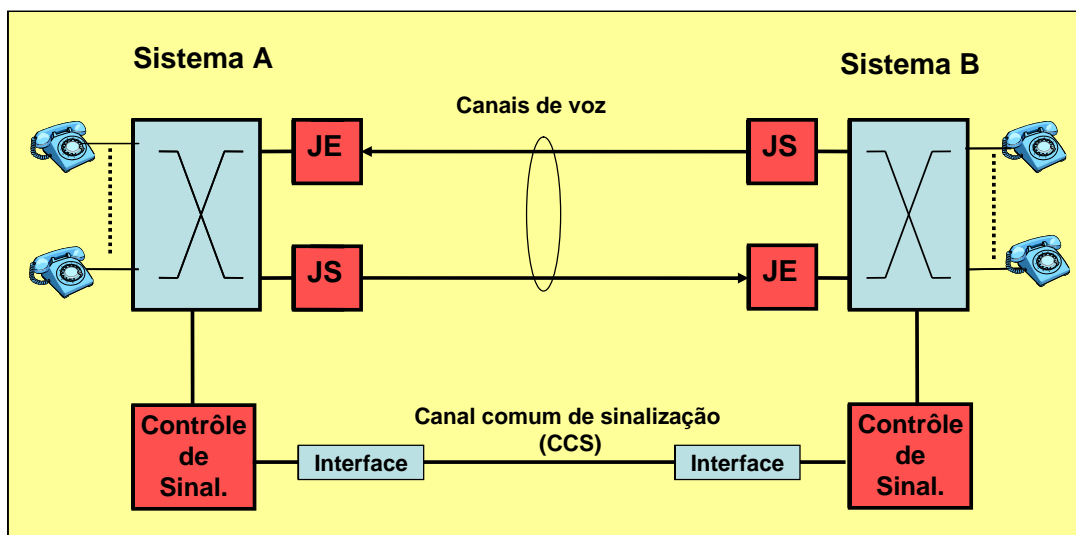 Sistema A
Sistema B
Canais de voz
JE
JS
JS
JE
Contrôle
de
Sinal.
Canal comum de sinalização
(CCS)
Interface
Interface
Contrôle
de
Sinal.